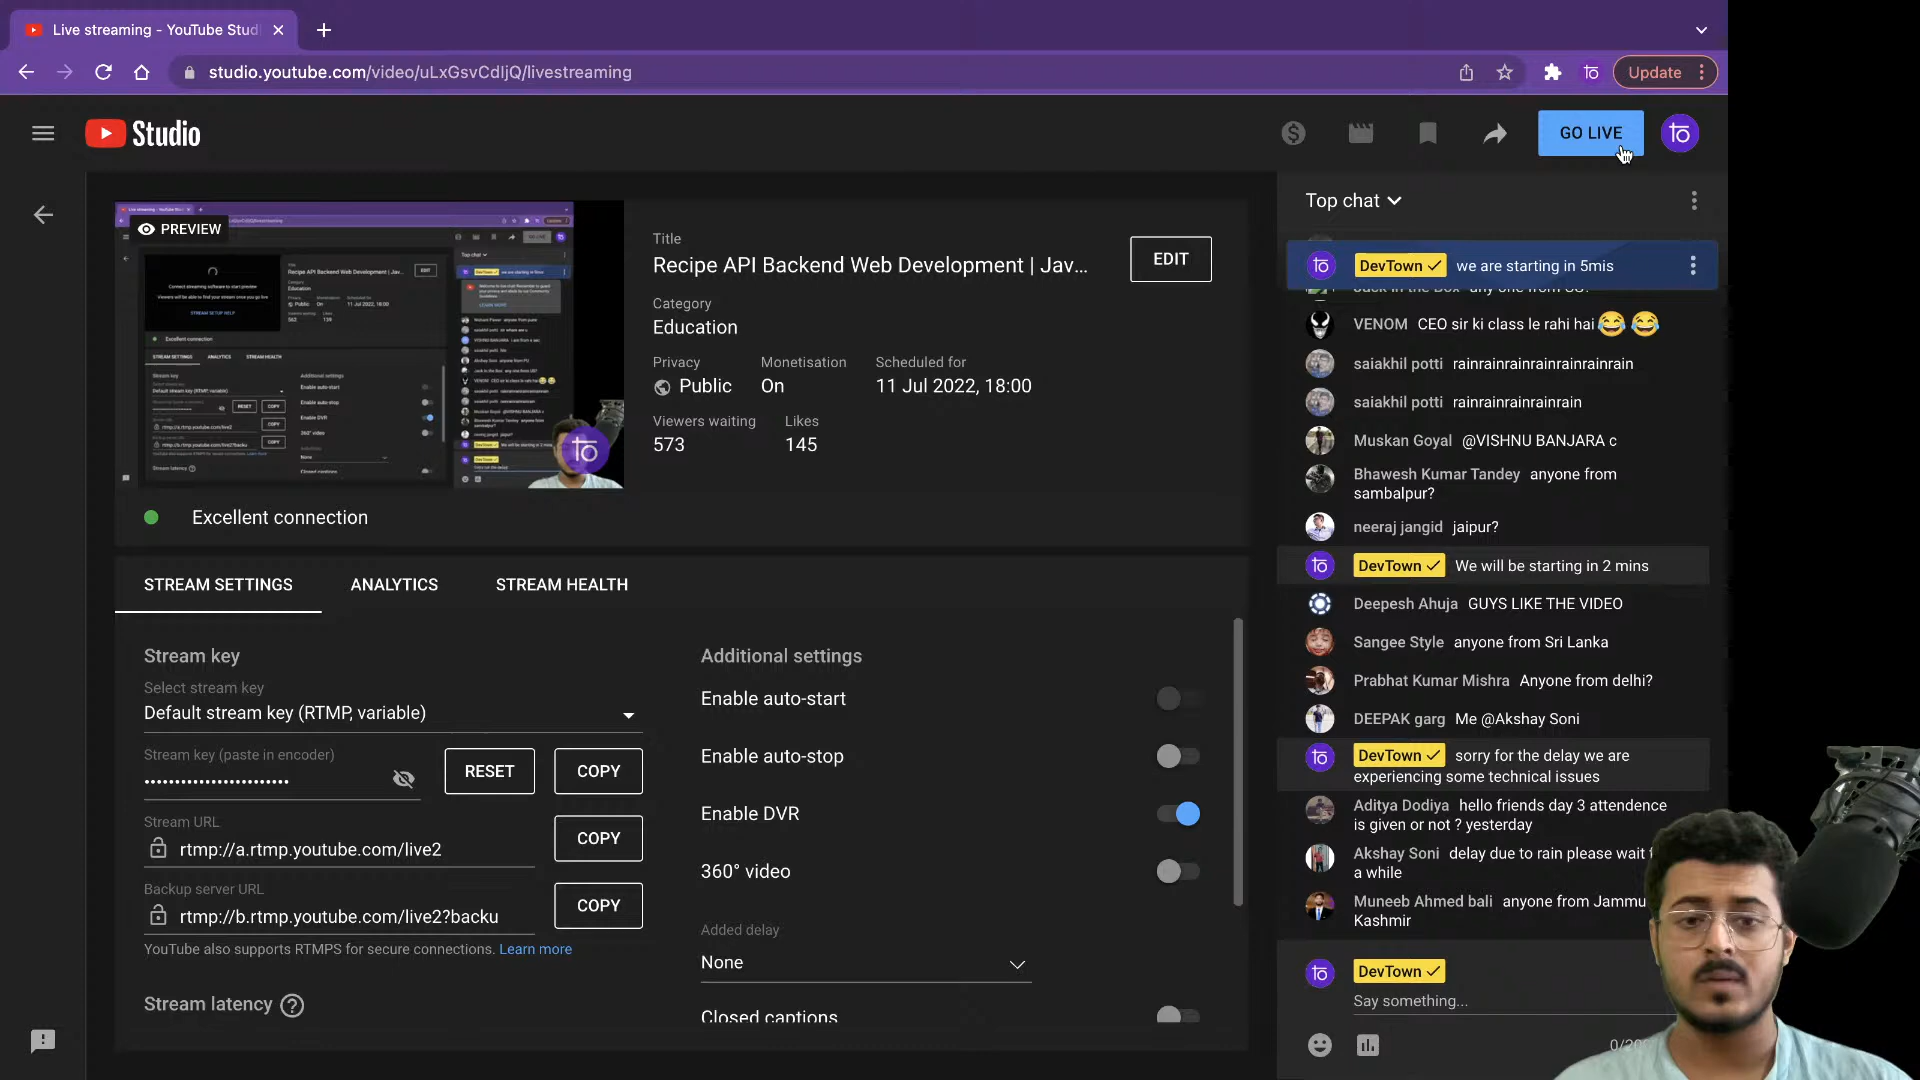 Live streaming - YouTube Stud
studio.youtube.com/video/uLxGsvCdIjQ/livestreaming
Update
Studio
GO LIVE
PREVIEW
Title
Recipe API Backend Web Development | Jav...
EDIT
Category
Education
Privacy
Monetisation
Scheduled for
Public
On
11 Jul 2022, 18:00
Viewers waiting
Likes
573
145
Excellent connection
STREAM SETTINGS
ANALYTICS
STREAM HEALTH
Stream key
Select stream key
Default stream key (RTMP, variable)
Stream key (paste in encoder)
RESET
COPY
Stream URL
rtmp://a.rtmp.youtube.com/live2
COPY
Backup server URL
rtmp://b.rtmp.youtube.com/live2?backu
COPY
YouTube also supports RTMPS for secure connections. Learn more
Stream latency
Additional settings
Enable auto-start
Enable auto-stop
Enable DVR
360° video
Added delay
None
Closed captions
Top chat
DevTown we are starting in 5mis
VENOM CEO sir ki class le rahi hai😂😂
saiakhil potti rainrainrainrainrainrain
saiakhil potti rainrainrainrain
Muskan Goyal @VISHNU BANJARA c
Bhawesh Kumar Tandey anyone from
sambalpur?
neeraj jangid jaipur?
DevTown We will be starting in 2 mins
Deepesh Ahuja GUYS LIKE THE VIDEO
Sangee Style anyone from Sri Lanka
Prabhat Kumar Mishra Anyone from delhi?
DEEPAK garg Me @Akshay Soni
DevTown sorry for the delay we are
experiencing some technical issues
Aditya Dodiya hello friends day 3 attendence
is given or not ? yesterday
Akshay Soni delay due to rain please wait
a while
Muneeb Ahmed bali anyone from Jammu
Kashmir
DevTown
Say something...